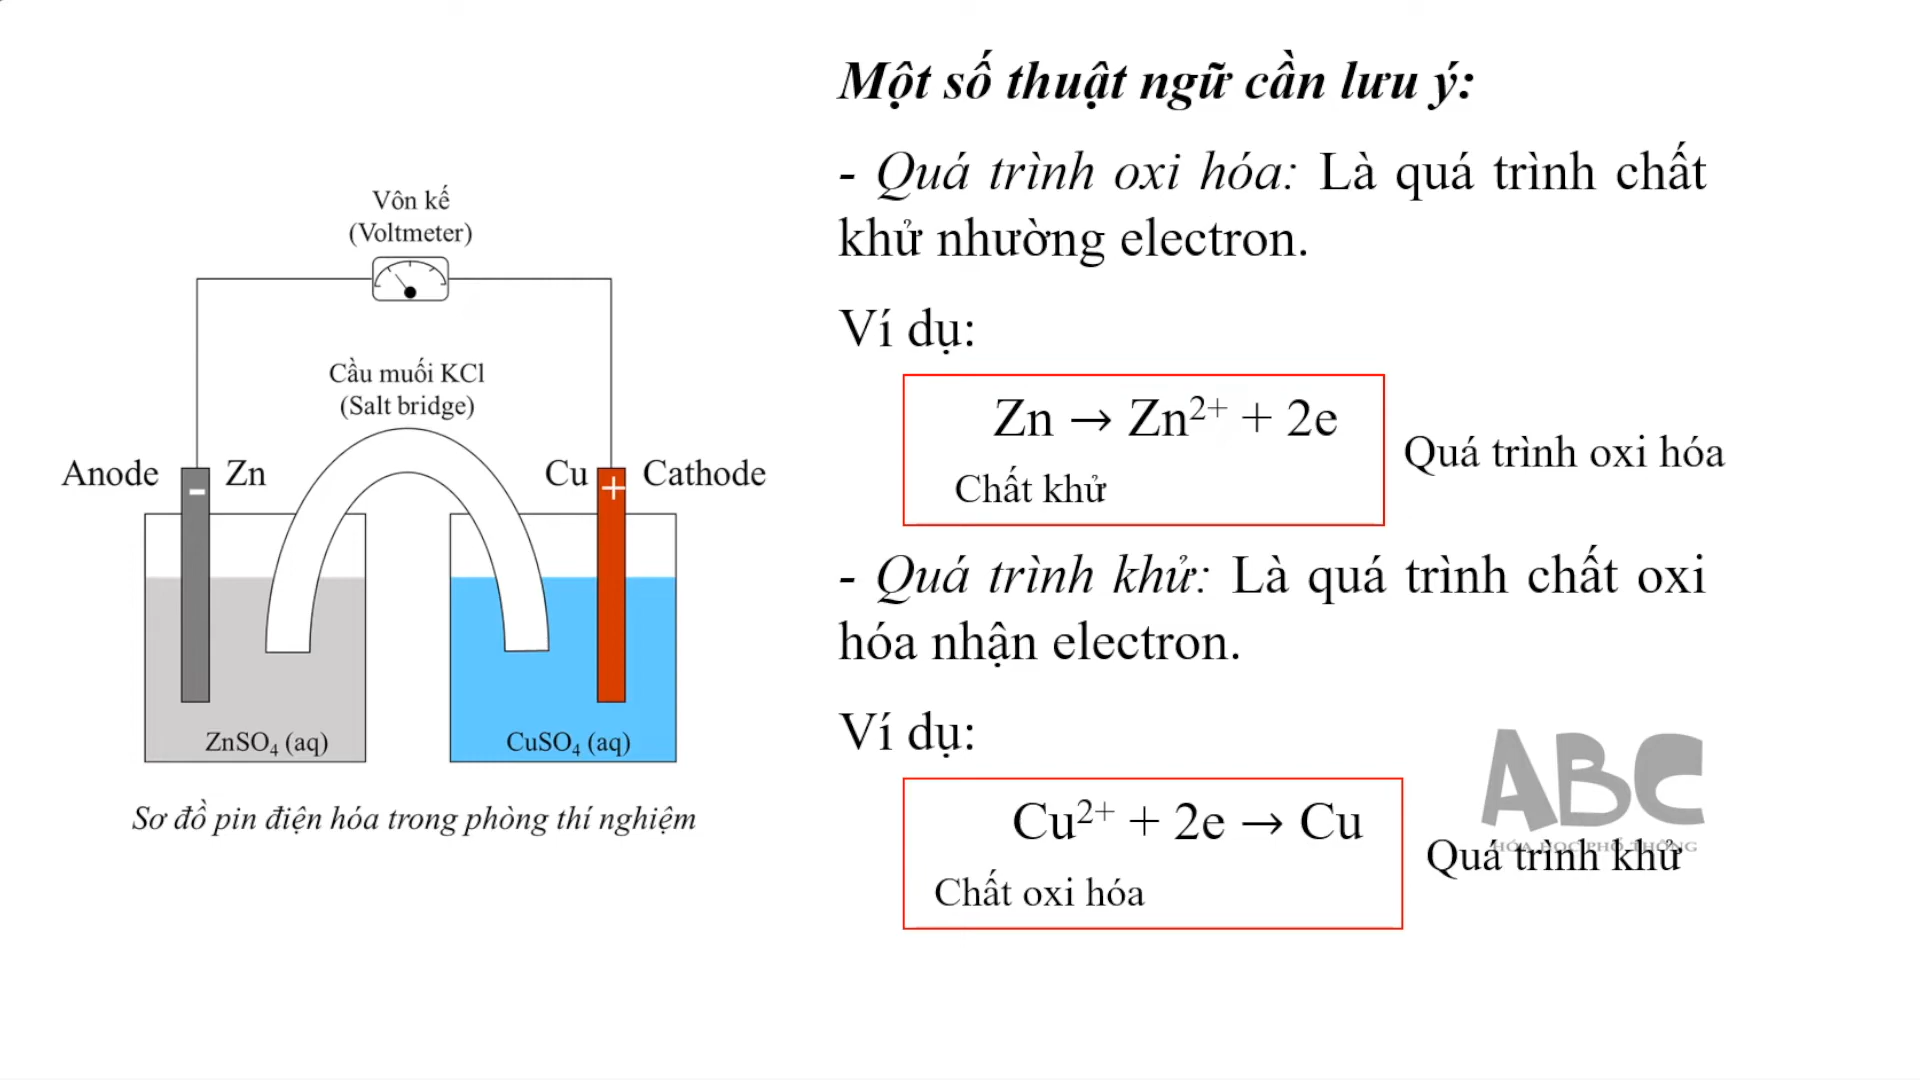 Một số thuật ngữ cần lưu ý:
- Quá trình oxi hóa: Là quá trình chất
khử nhường electron.
Ví dụ:
Zn → Zn²⁺ + 2e
Chất khử
Quá trình oxi hóa
- Quá trình khử: Là quá trình chất oxi
hóa nhận electron.
Ví dụ:
Cu²⁺ + 2e → Cu
Chất oxi hóa
Quá trình khử
ABC
HÓA HỌC PHỔ THÔNG
Vôn kế
(Voltmeter)
Cầu muối KCl
(Salt bridge)
Anode
Zn
Cu
Cathode
-
+
ZnSO₄ (aq)
CuSO₄ (aq)
Sơ đồ pin điện hóa trong phòng thí nghiệm